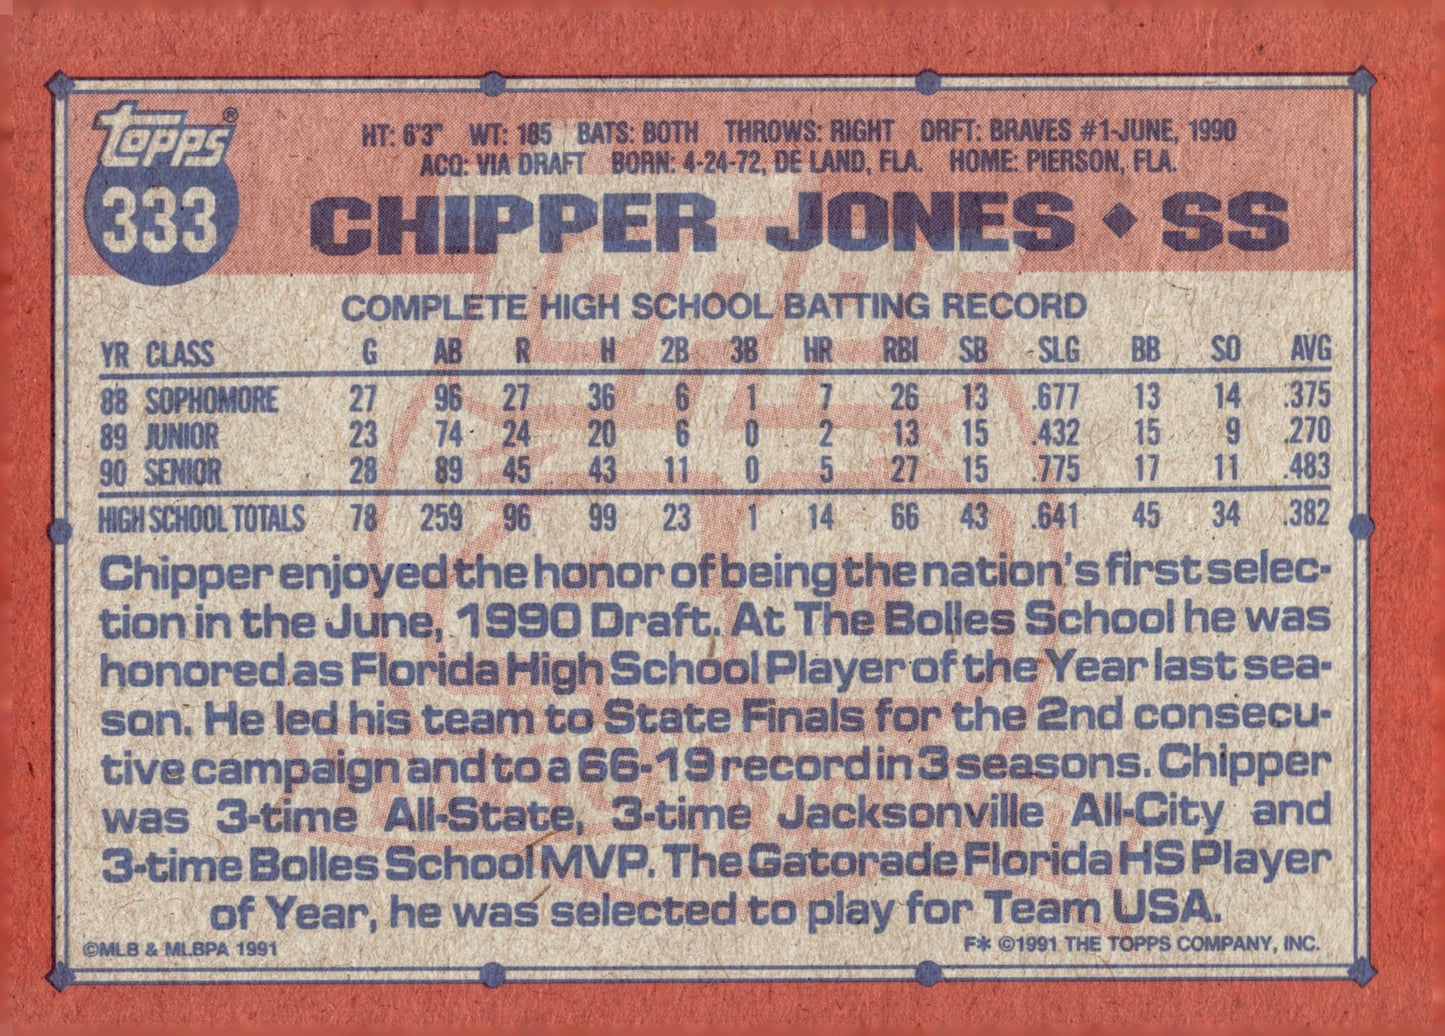 Topps®
333
HT: 6'3" WT: 185 BATS: BOTH THROWS: RIGHT DRFT: BRAVES #1-JUNE, 1990
ACQ: VIA DRAFT BORN: 4-24-72, DE LAND, FLA. HOME: PIERSON, FLA.
CHIPPER JONES ◆ SS
COMPLETE HIGH SCHOOL BATTING RECORD
YR CLASS G AB R H 2B 3B HR RBI SB SLG BB SO AVG
88 SOPHOMORE 27 96 27 36 6 1 7 26 13 .677 13 14 .375
89 JUNIOR 23 74 24 20 6 0 2 13 15 .432 15 9 .270
90 SENIOR 28 89 45 43 11 0 5 27 15 .775 17 11 .483
HIGH SCHOOL TOTALS 78 259 96 99 23 1 14 66 43 .641 45 34 .382
Chipper enjoyed the honor of being the nation's first selec-
tion in the June, 1990 Draft. At The Bolles School he was
honored as Florida High School Player of the Year last sea-
son. He led his team to State Finals for the 2nd consecu-
tive campaign and to a 66-19 record in 3 seasons. Chipper
was 3-time All-State, 3-time Jacksonville All-City and
3-time Bolles School MVP. The Gatorade Florida HS Player
of Year, he was selected to play for Team USA.
©MLB & MLBPA 1991
F* ©1991 THE TOPPS COMPANY, INC.